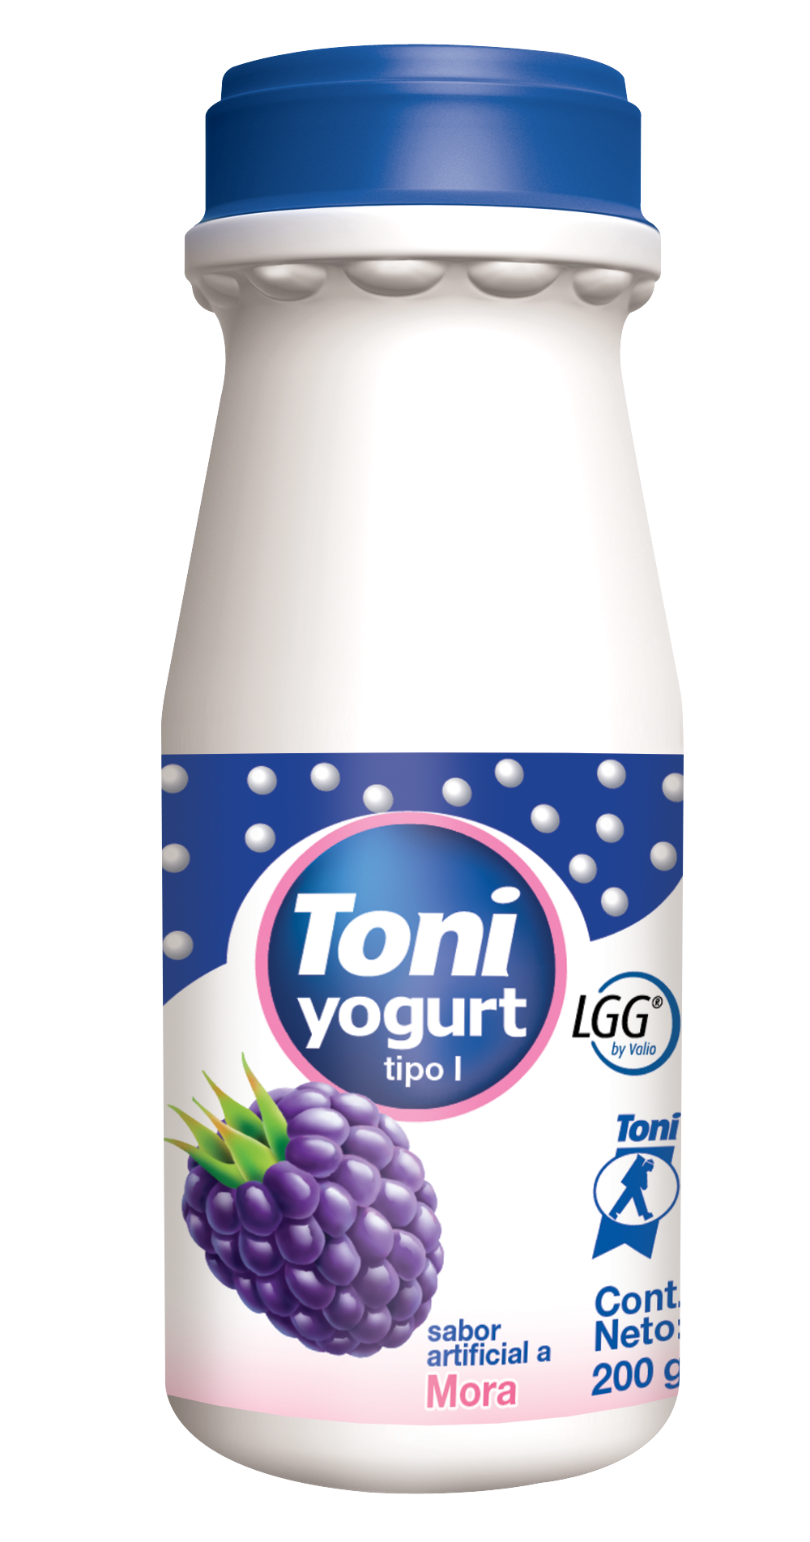 Toni
yogurt
tipo I
LGG®
by Valio
Toni
sabor
artificial a
Mora
Cont.
Neto:
200 g